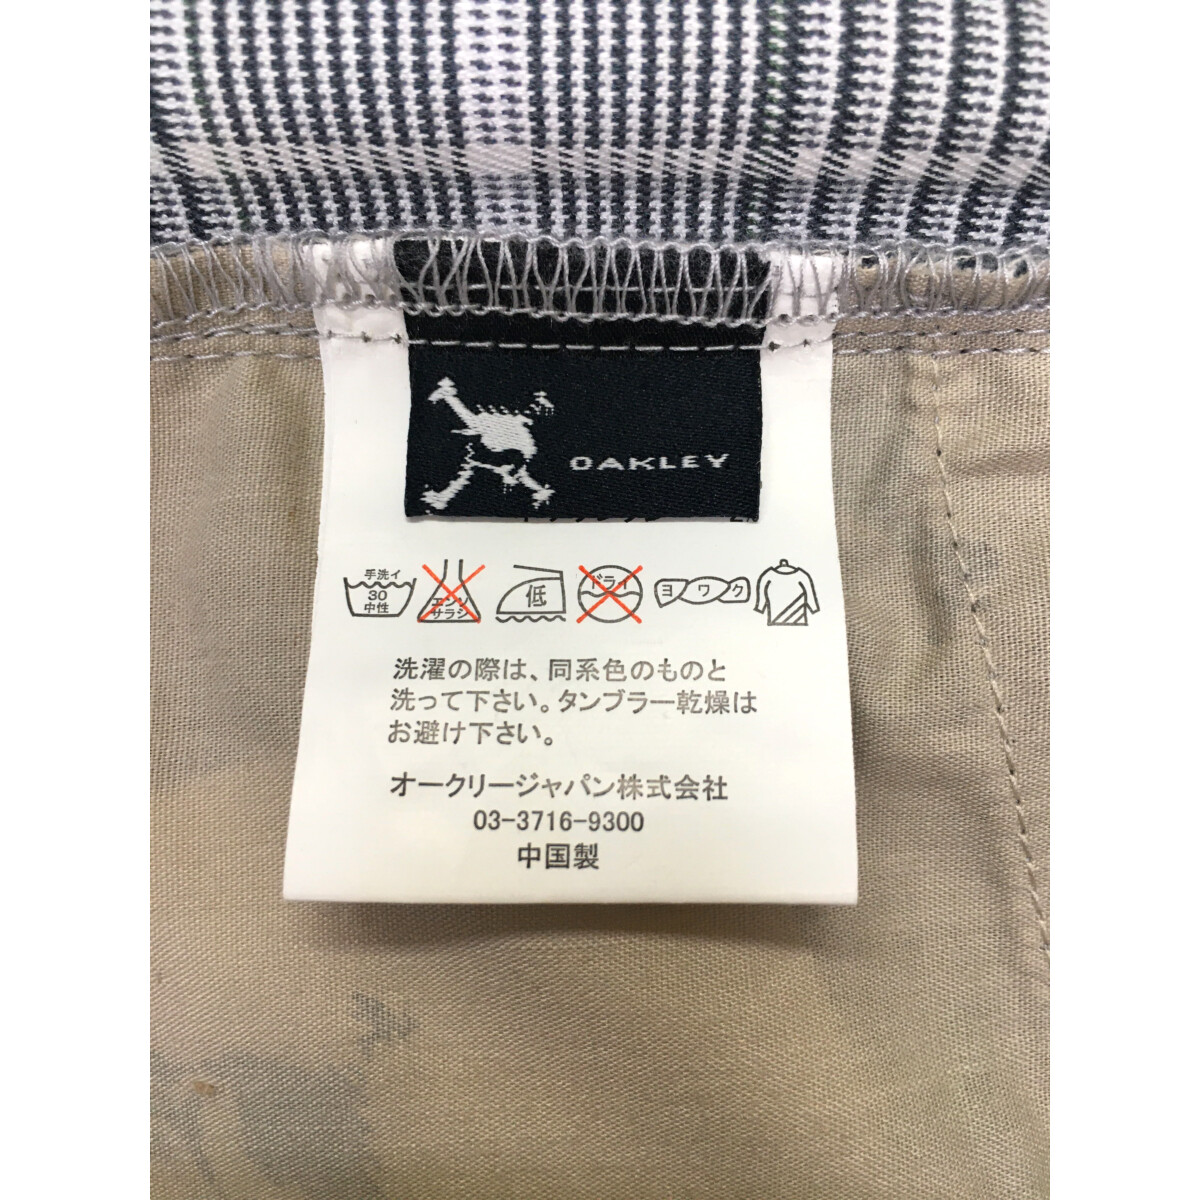 OAKLEY
手洗イ
30
中性
エンソ
サラシ
低
ドライ
ヨワク
洗濯の際は、同系色のものと
洗って下さい。タンブラー乾燥は
お避け下さい。
オークリージャパン株式会社
03-3716-9300
中国製